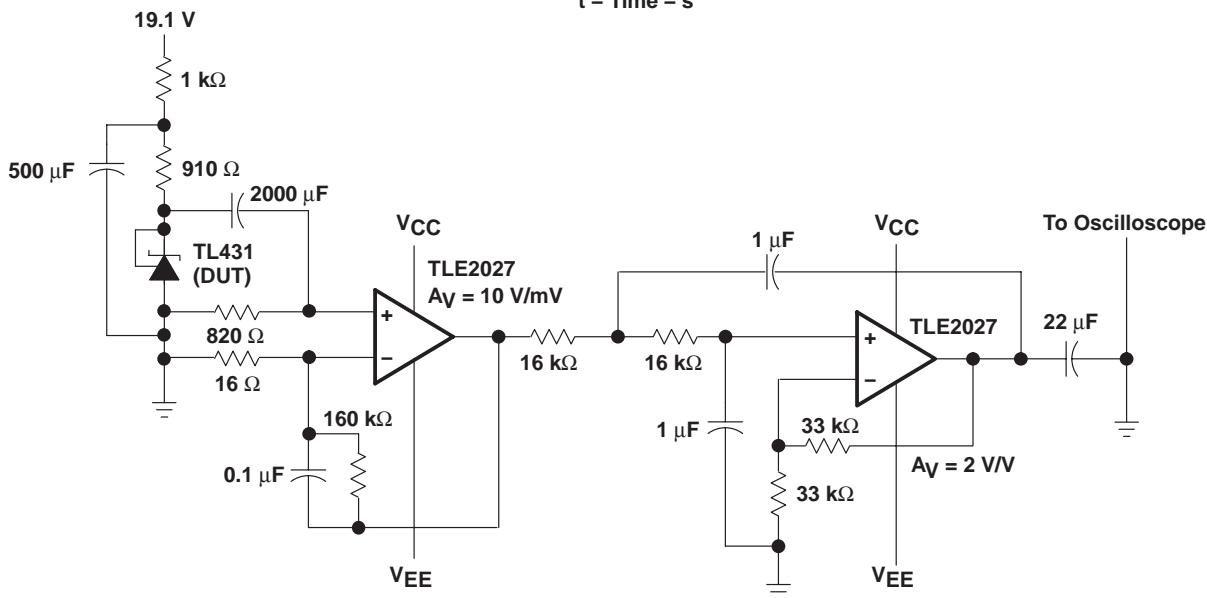 t – Time – s
19.1 V
1 kΩ
500 μF
910 Ω
2000 μF
TL431
(DUT)
820 Ω
16 Ω
160 kΩ
0.1 μF
VCC
TLE2027
AV = 10 V/mV
VEE
16 kΩ
16 kΩ
1 μF
1 μF
VCC
TLE2027
33 kΩ
AV = 2 V/V
33 kΩ
VEE
22 μF
To Oscilloscope